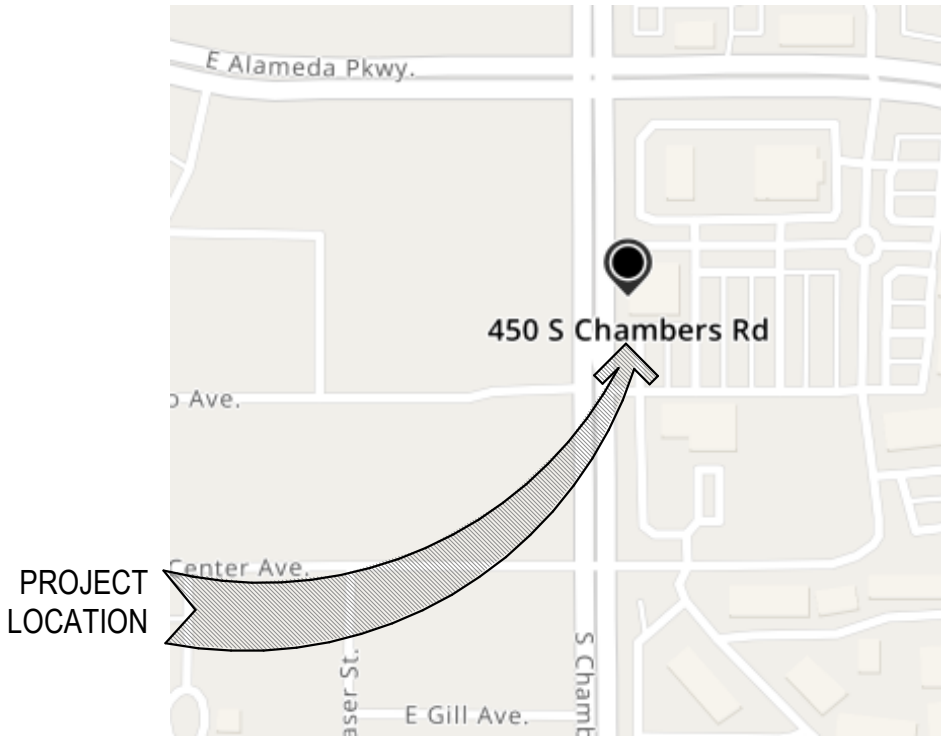 E Alameda Pkwy.
450 S Chambers Rd
o Ave.
Center Ave.
PROJECT
LOCATION
S Chamb
aser St.
E Gill Ave.